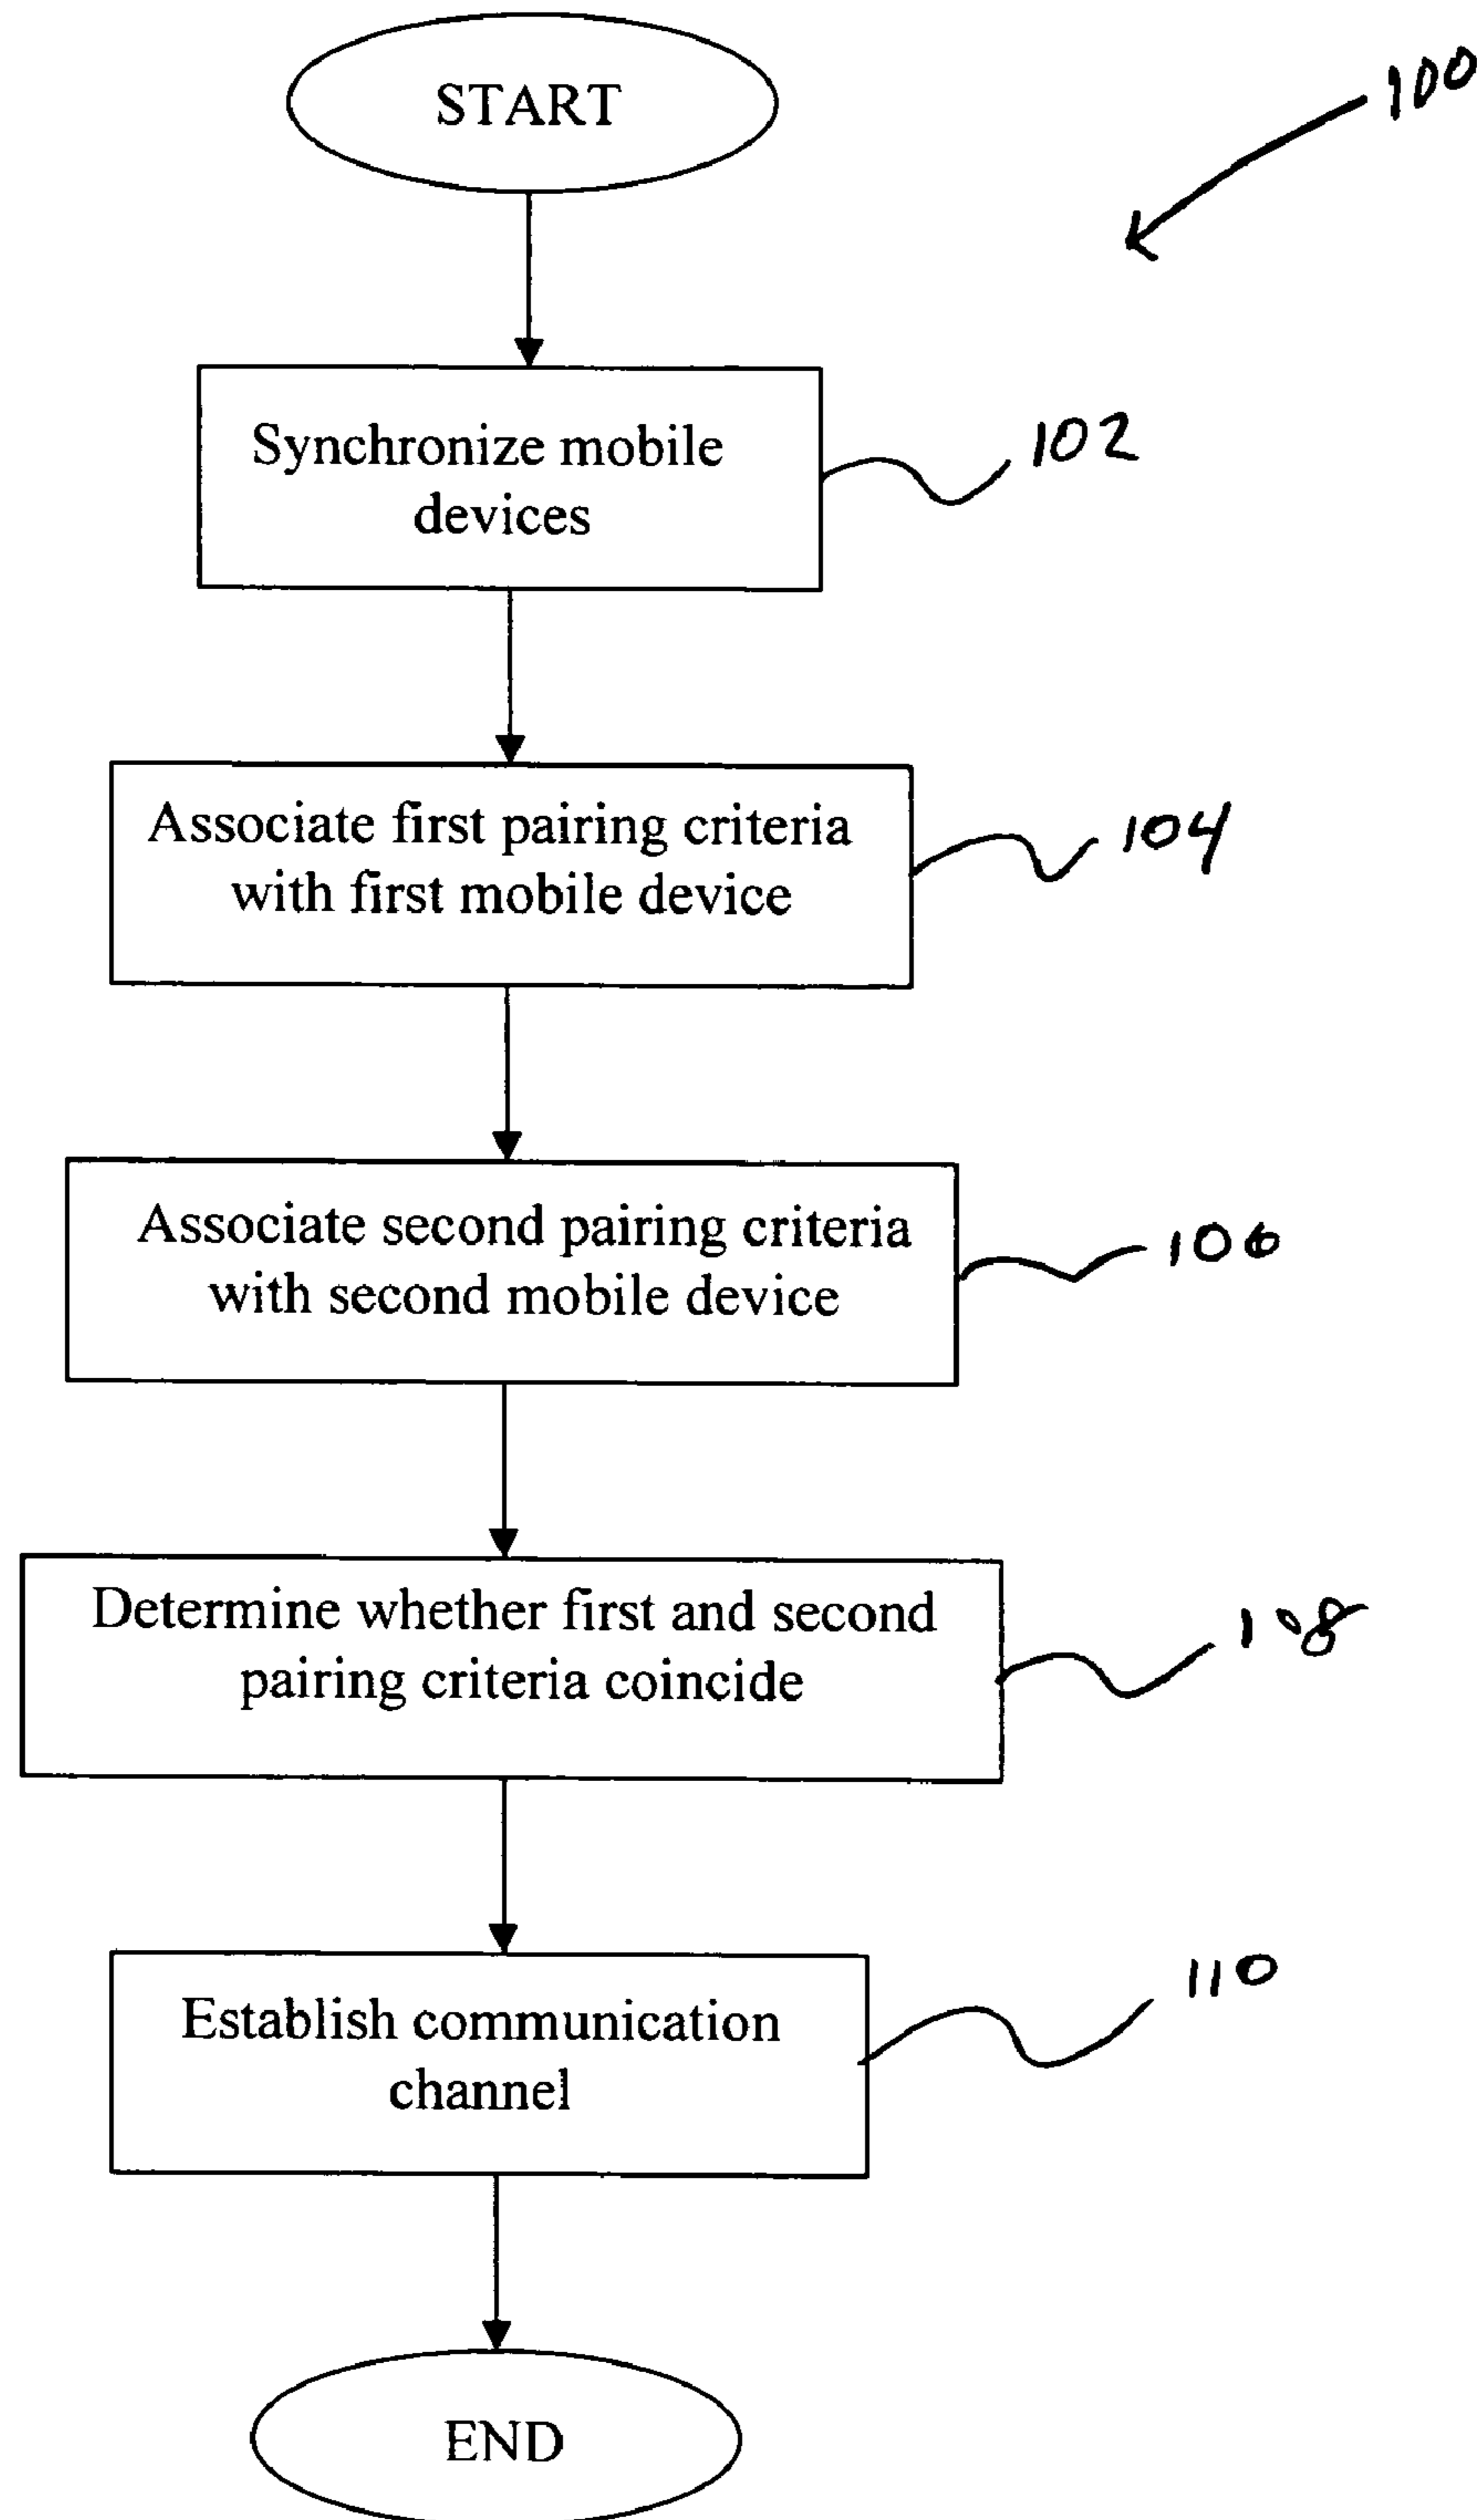 START
100
Synchronize mobile
devices
102
Associate first pairing criteria
with first mobile device
104
Associate second pairing criteria
with second mobile device
106
Determine whether first and second
pairing criteria coincide
108
Establish communication
channel
110
END